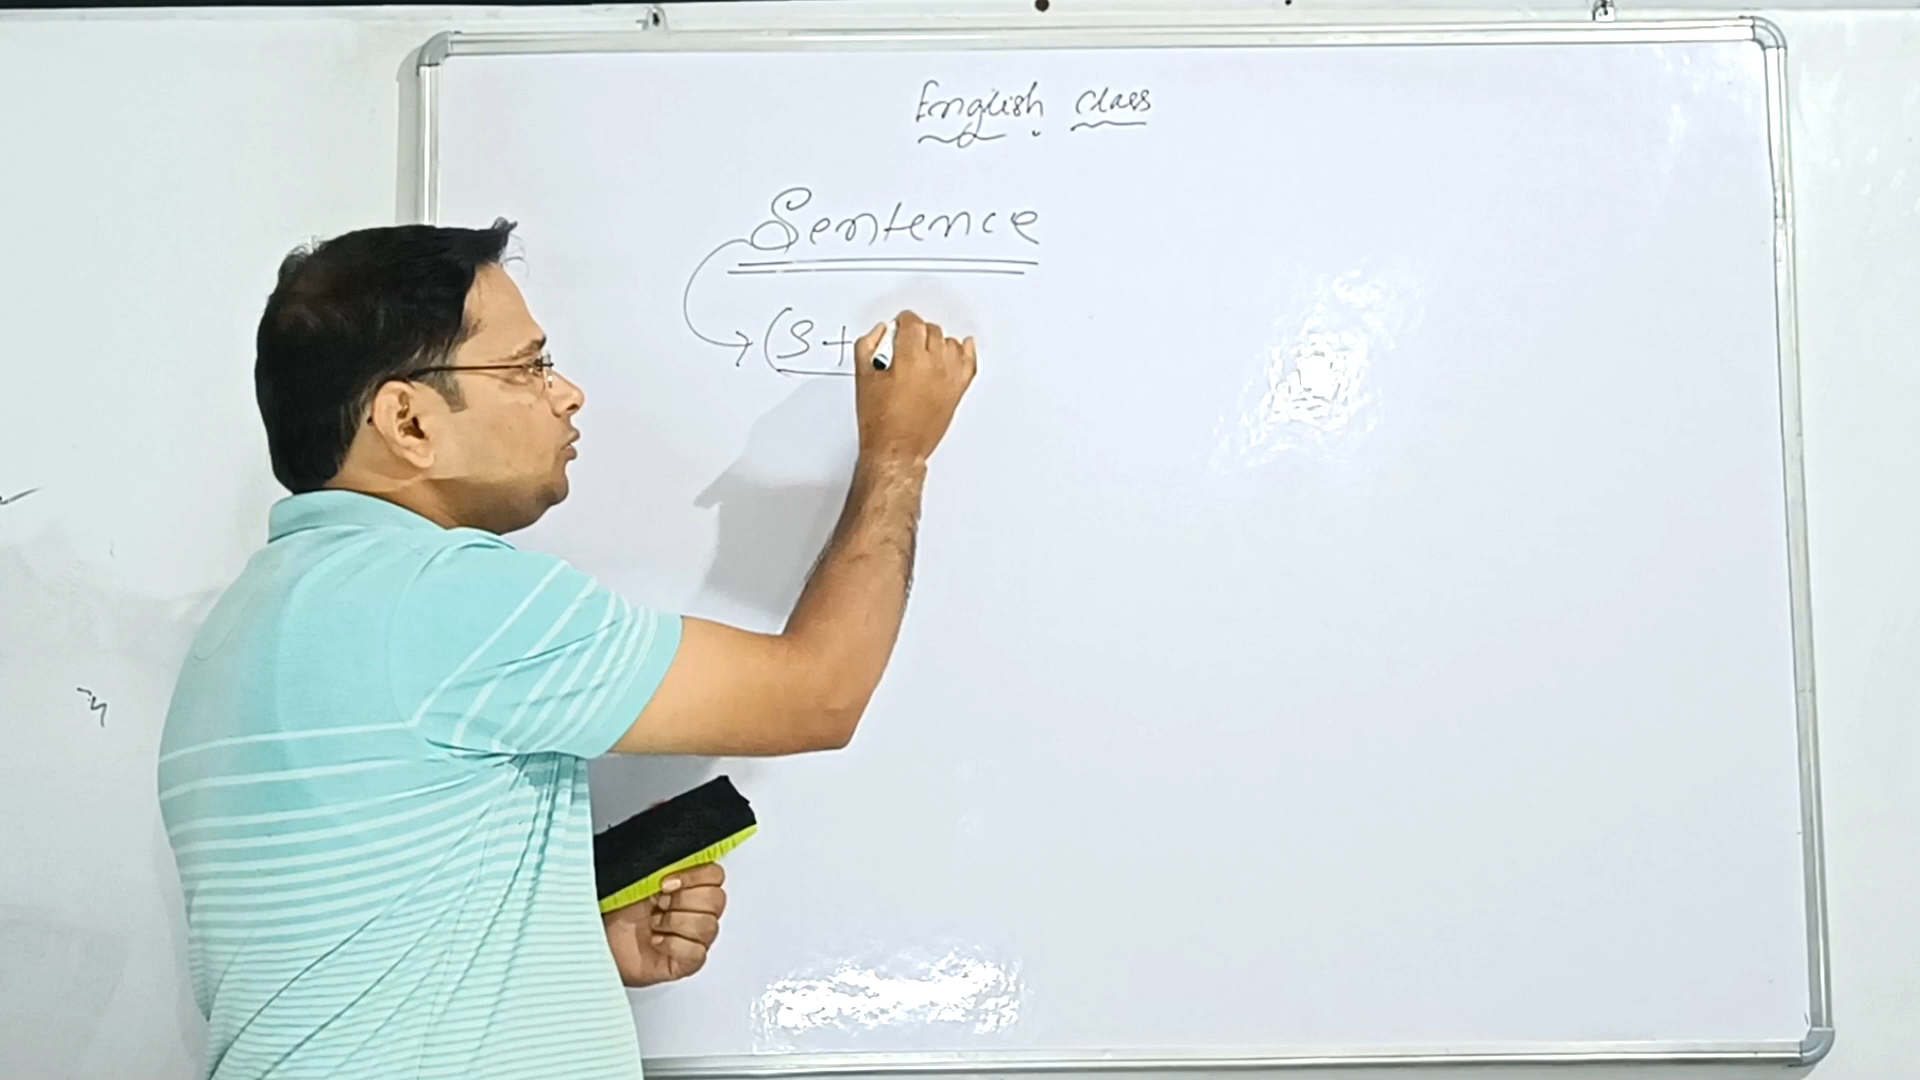 English Class
Sentence
→ (S +